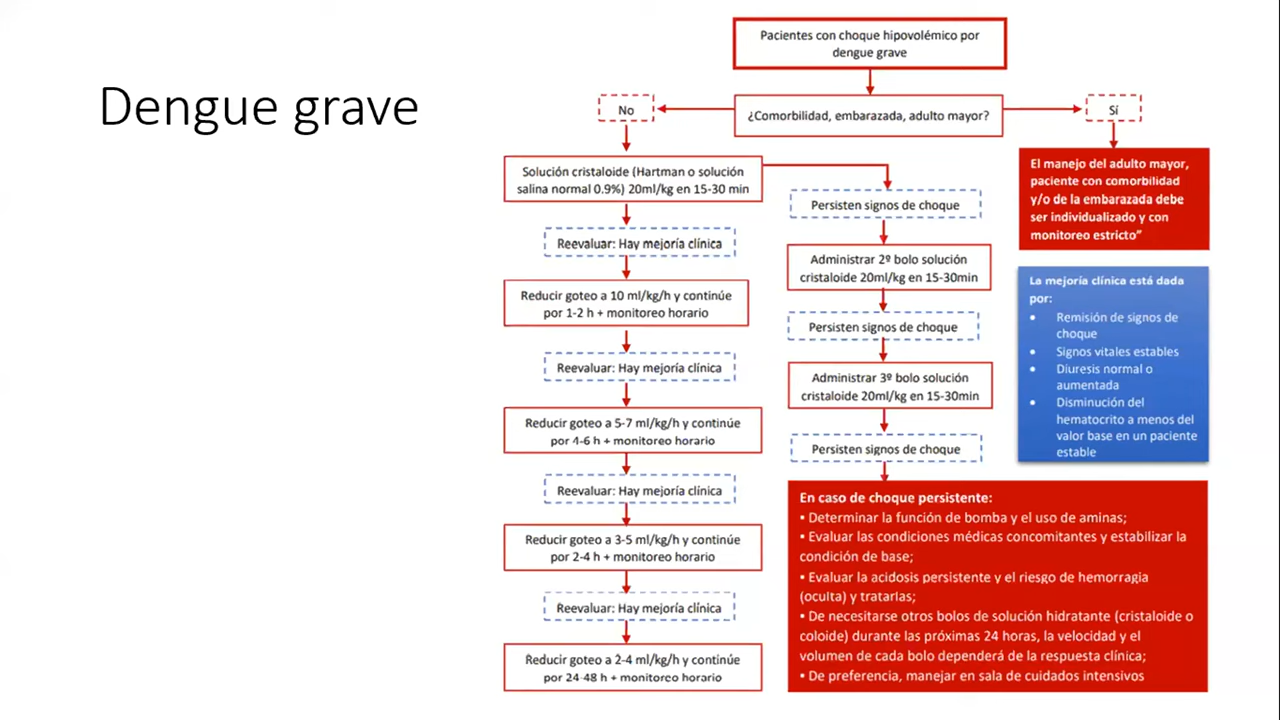 Dengue grave
Pacientes con choque hipovolémico por
dengue grave
No
¿Comorbilidad, embarazada, adulto mayor?
Sí
Solución cristaloide (Hartman o solución
salina normal 0.9%) 20ml/kg en 15-30 min
Reevaluar: Hay mejoría clínica
Reducir goteo a 10 ml/kg/h y continúe
por 1-2 h + monitoreo horario
Reevaluar: Hay mejoría clínica
Reducir goteo a 5-7 ml/kg/h y continúe
por 4-6 h + monitoreo horario
Reevaluar: Hay mejoría clínica
Reducir goteo a 3-5 ml/kg/h y continúe
por 2-4 h + monitoreo horario
Reevaluar: Hay mejoría clínica
Reducir goteo a 2-4 ml/kg/h y continúe
por 24-48 h + monitoreo horario
Persisten signos de choque
Administrar 2º bolo solución
cristaloide 20ml/kg en 15-30min
Persisten signos de choque
Administrar 3º bolo solución
cristaloide 20ml/kg en 15-30min
Persisten signos de choque
En caso de choque persistente:
▪ Determinar la función de bomba y el uso de aminas;
▪ Evaluar las condiciones médicas concomitantes y estabilizar la
condición de base;
▪ Evaluar la acidosis persistente y el riesgo de hemorragia
(oculta) y tratarlas;
▪ De necesitarse otros bolos de solución hidratante (cristaloide o
coloide) durante las próximas 24 horas, la velocidad y el
volumen de cada bolo dependerá de la respuesta clínica;
▪ De preferencia, manejar en sala de cuidados intensivos
El manejo del adulto mayor,
paciente con comorbilidad
y/o de la embarazada debe
ser individualizado y con
monitoreo estricto”
La mejoría clínica está dada
por:
• Remisión de signos de
choque
• Signos vitales estables
• Diuresis normal o
aumentada
• Disminución del
hematocrito a menos del
valor base en un paciente
estable